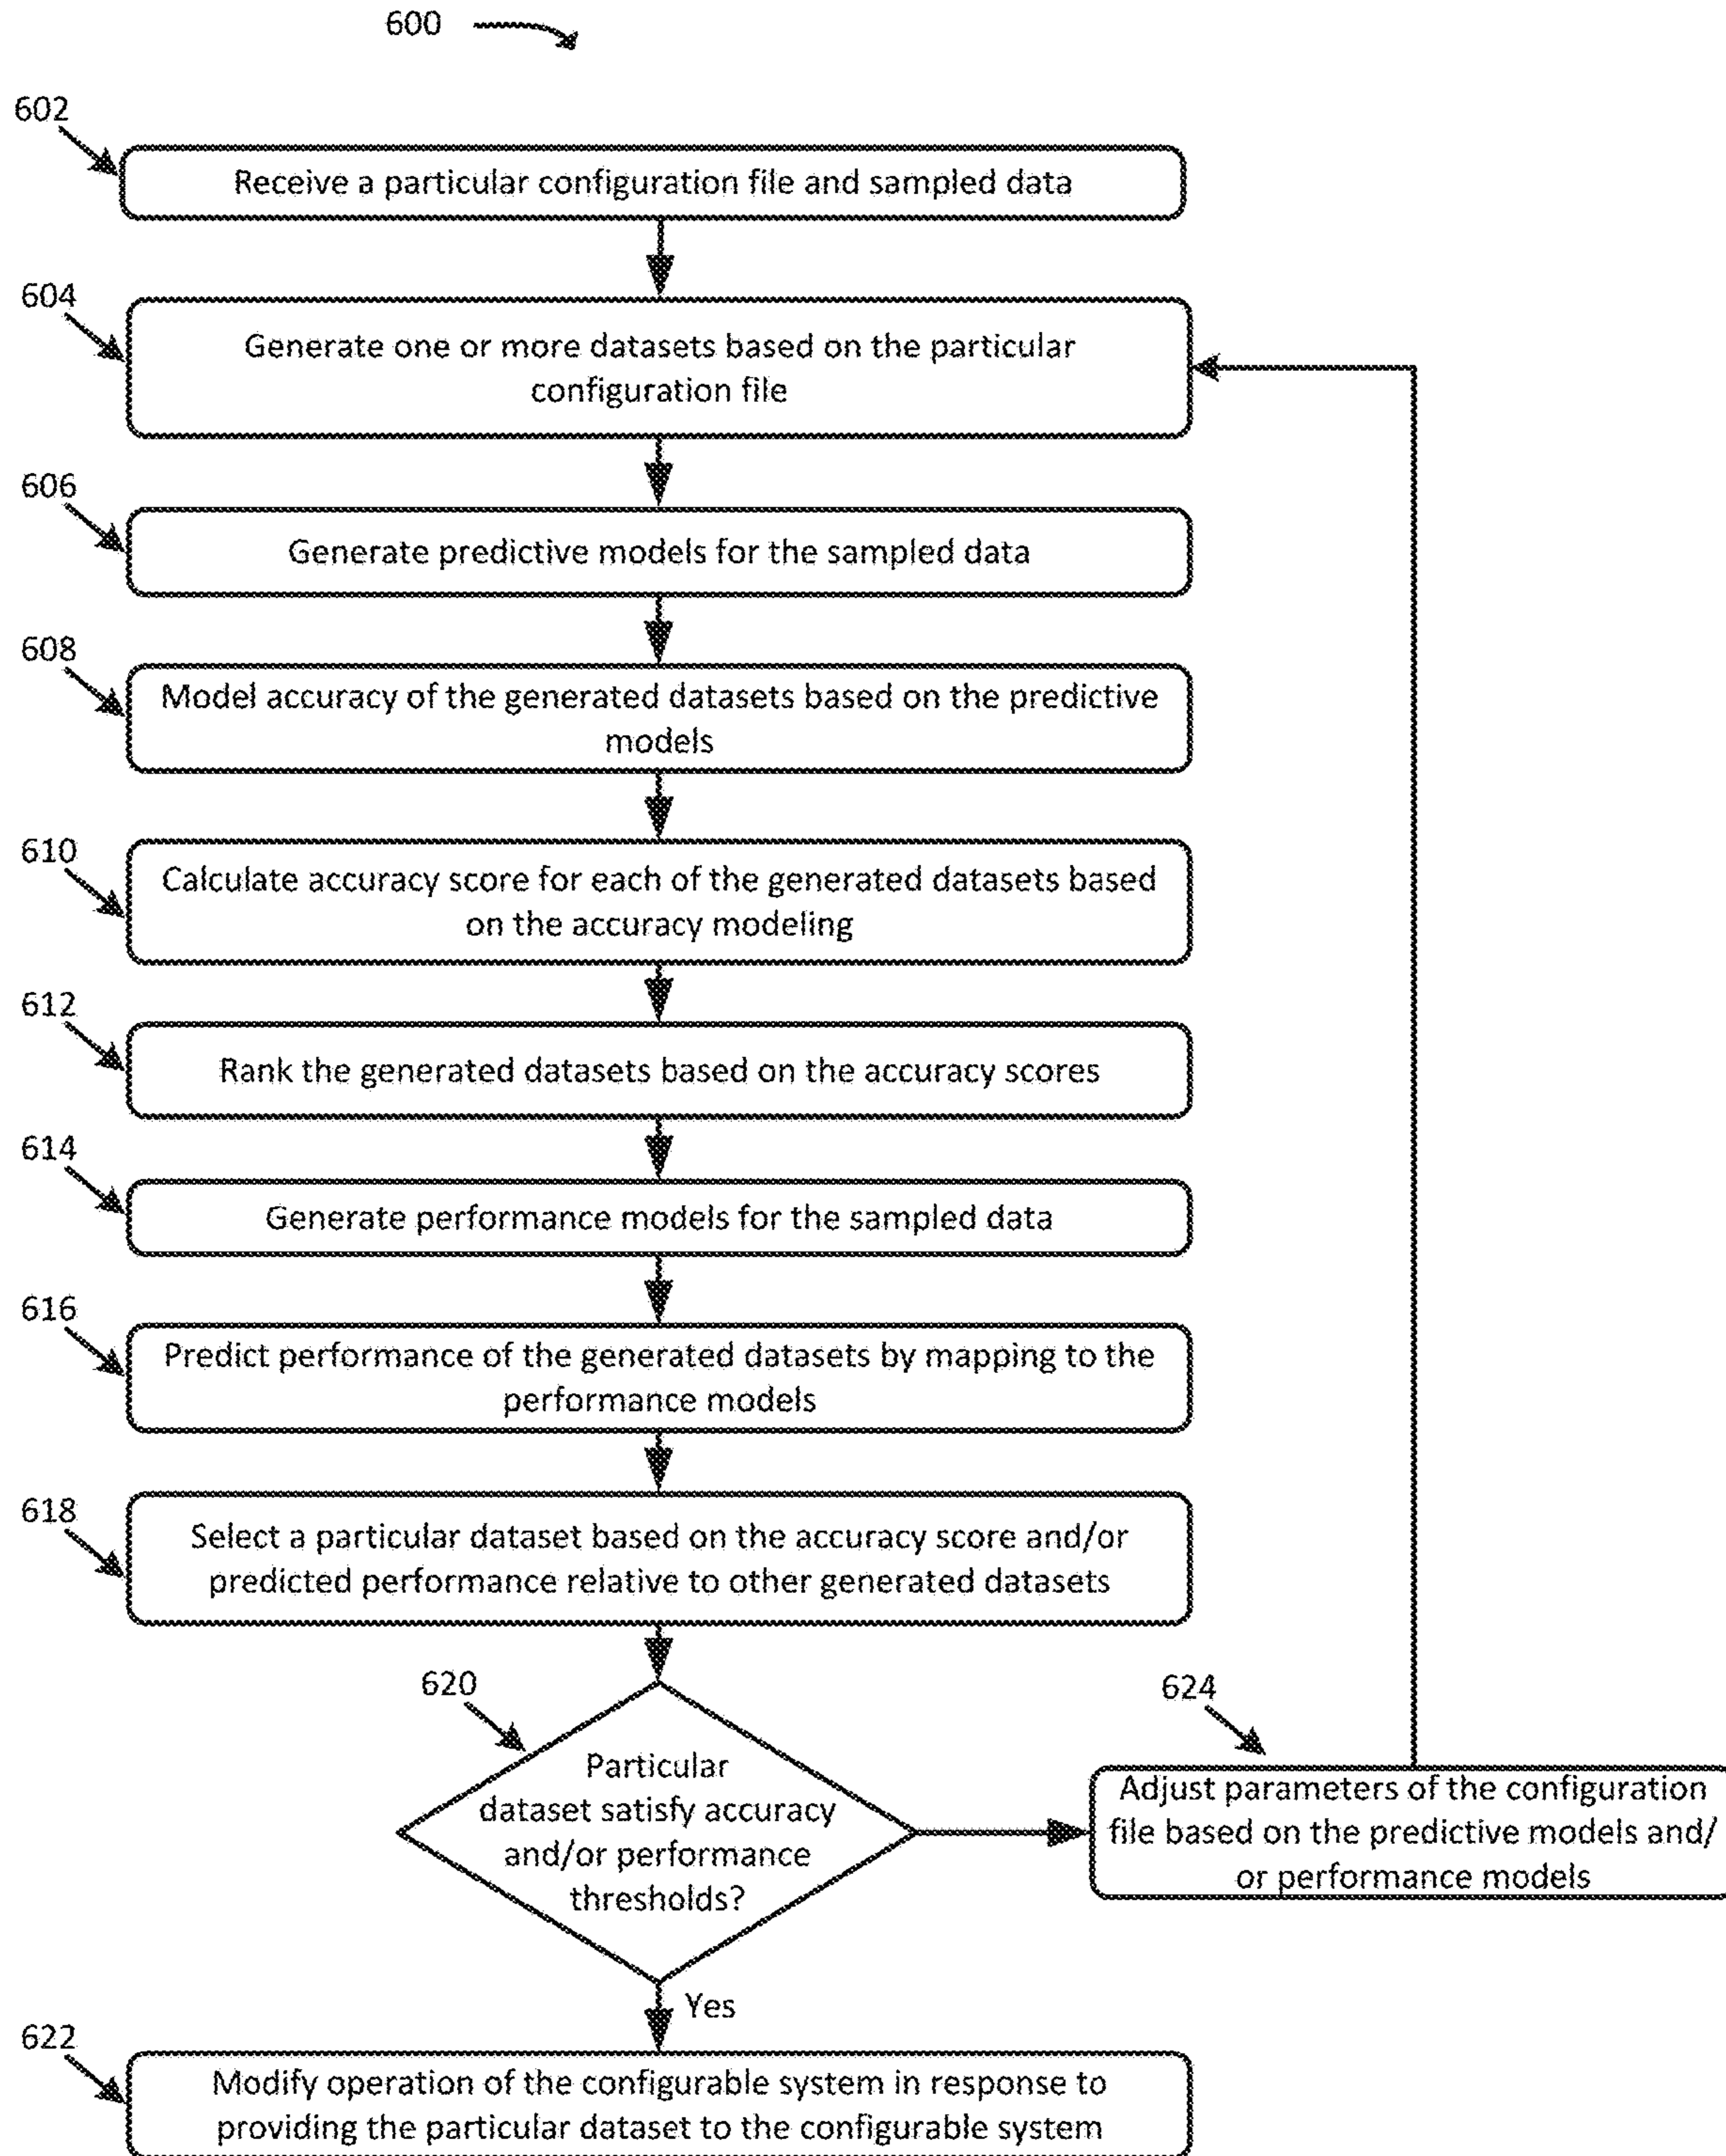 600
602
Receive a particular configuration file and sampled data
604
Generate one or more datasets based on the particular
configuration file
606
Generate predictive models for the sampled data
608
Model accuracy of the generated datasets based on the predictive
models
610
Calculate accuracy score for each of the generated datasets based
on the accuracy modeling
612
Rank the generated datasets based on the accuracy scores
614
Generate performance models for the sampled data
616
Predict performance of the generated datasets by mapping to the
performance models
618
Select a particular dataset based on the accuracy score and/or
predicted performance relative to other generated datasets
620
Particular
dataset satisfy accuracy
and/or performance
thresholds?
624
Adjust parameters of the configuration
file based on the predictive models and/
or performance models
Yes
622
Modify operation of the configurable system in response to
providing the particular dataset to the configurable system